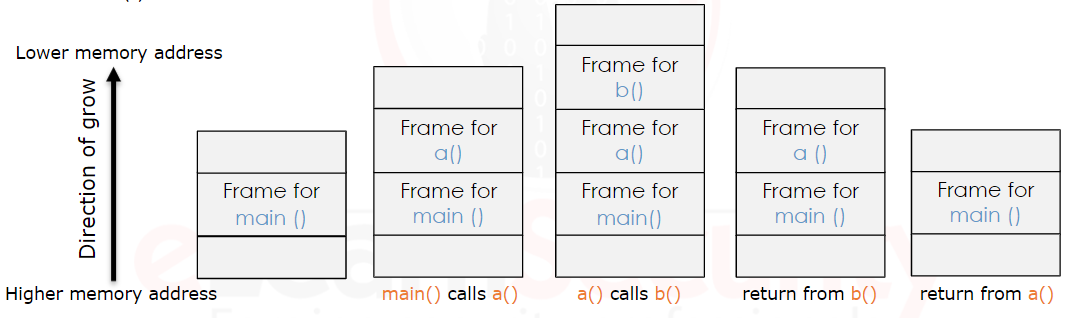 Lower memory address
Direction of grow
Higher memory address
Frame for
main ()
Frame for
a()
Frame for
main ()
main() calls a()
Frame for
b()
Frame for
a()
Frame for
main()
a() calls b()
Frame for
a ()
Frame for
main ()
return from b()
Frame for
main ()
return from a()